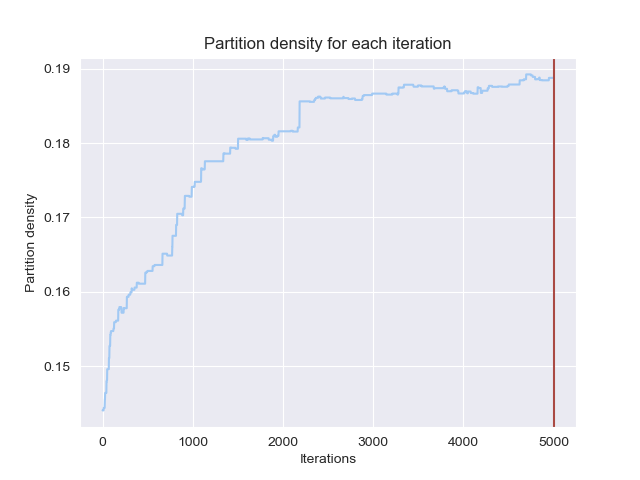 Partition density for each iteration
0.19
0.18
0.17
0.16
0.15
Partition density
0 1000 2000 3000 4000 5000
Iterations